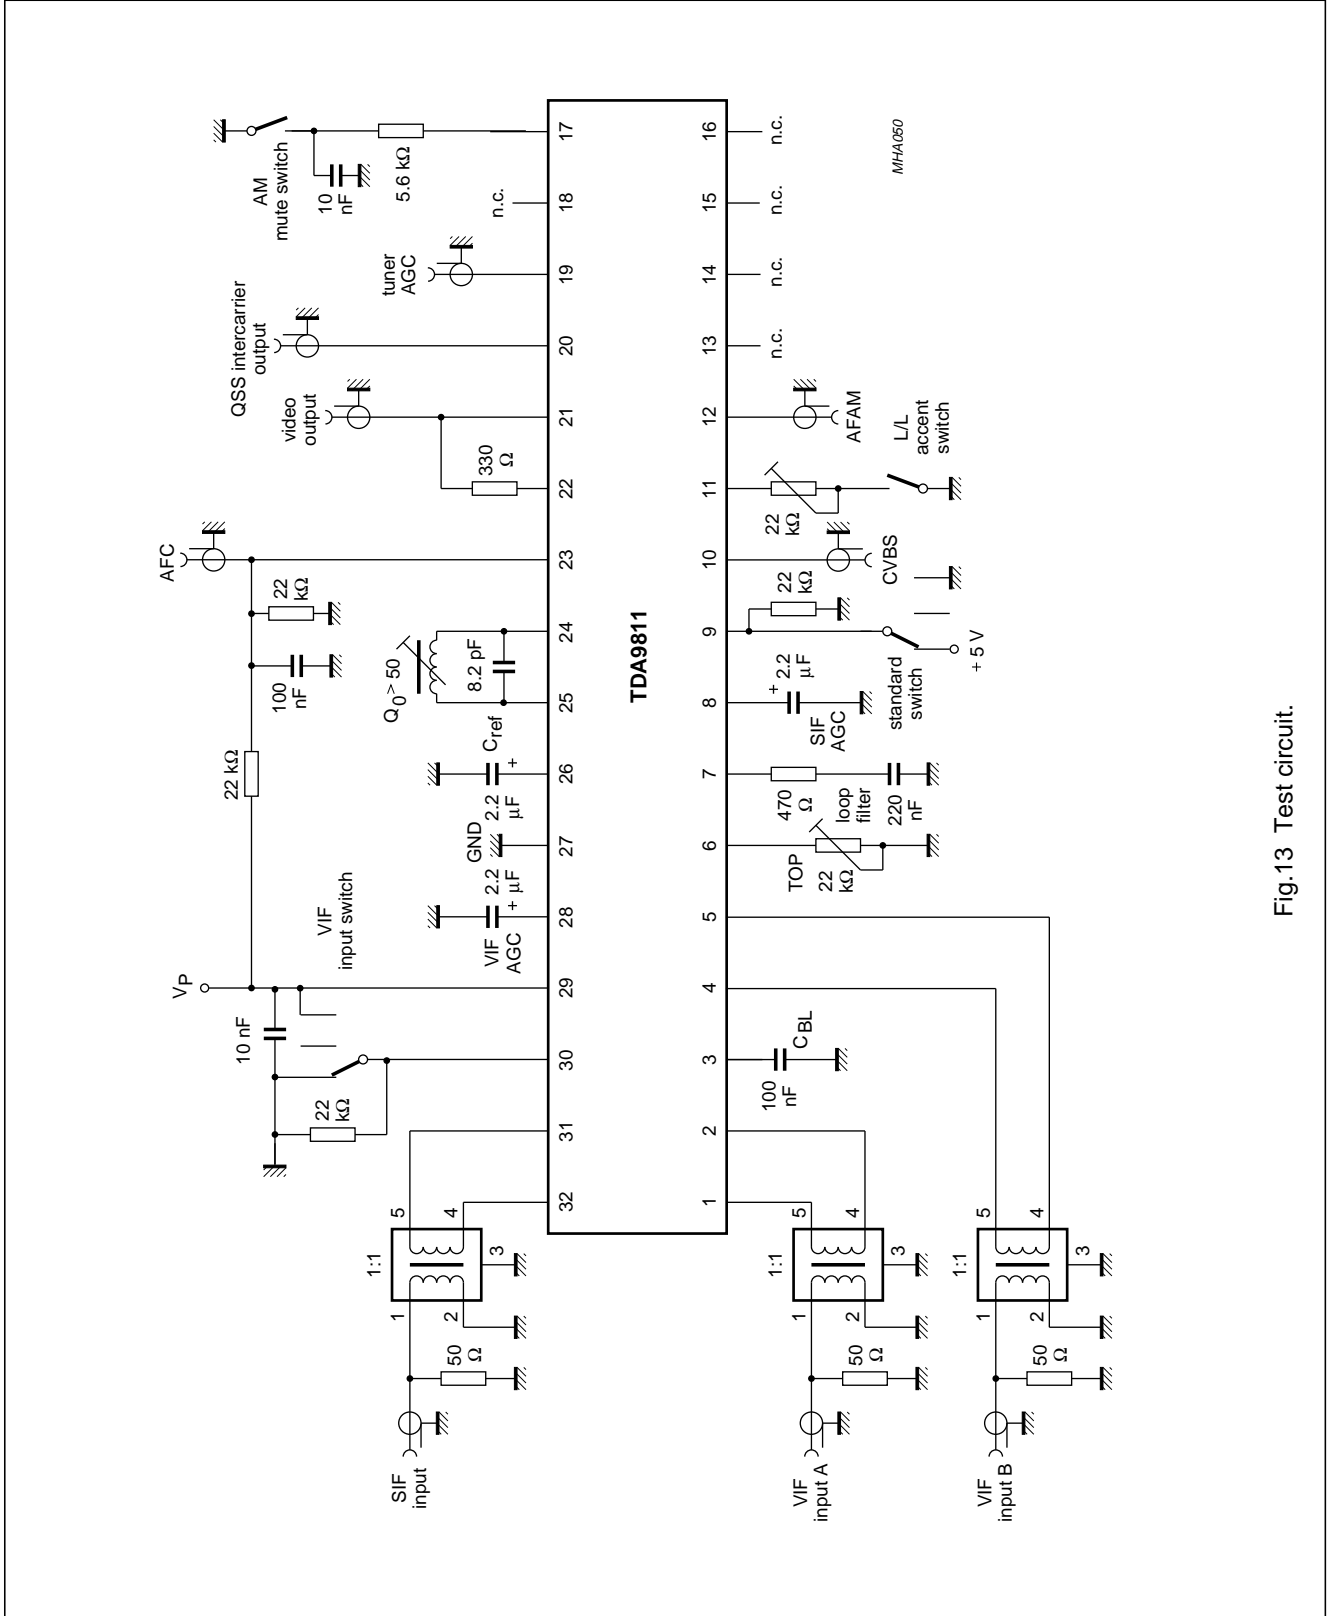 SIF
input
50
Ω
1
2
1:1
3
5
4
22
kΩ
10 nF
VP
VIF
input switch
22 kΩ
100
nF
22
kΩ
AFC
VIF
AGC
2.2
μF
+
GND
2.2
μF
+
Cref
Q0 > 50
8.2 pF
330
Ω
video
output
QSS intercarrier
output
tuner
AGC
n.c.
AM
mute switch
10
nF
5.6 kΩ
32
31
30
29
28
27
26
25
24
23
22
21
20
19
18
17
TDA9811
1
2
3
4
5
6
7
8
9
10
11
12
13
14
15
16
VIF
input A
50
Ω
1
2
1:1
3
5
4
VIF
input B
50
Ω
1
2
1:1
3
5
4
100
nF
CBL
TOP
22
kΩ
470
Ω
loop
filter
220
nF
+
2.2
μF
SIF
AGC
standard
switch
+ 5 V
22
kΩ
CVBS
22
kΩ
L/L
accent
switch
AFAM
n.c.
n.c.
n.c.
n.c.
MHA050
Fig.13 Test circuit.